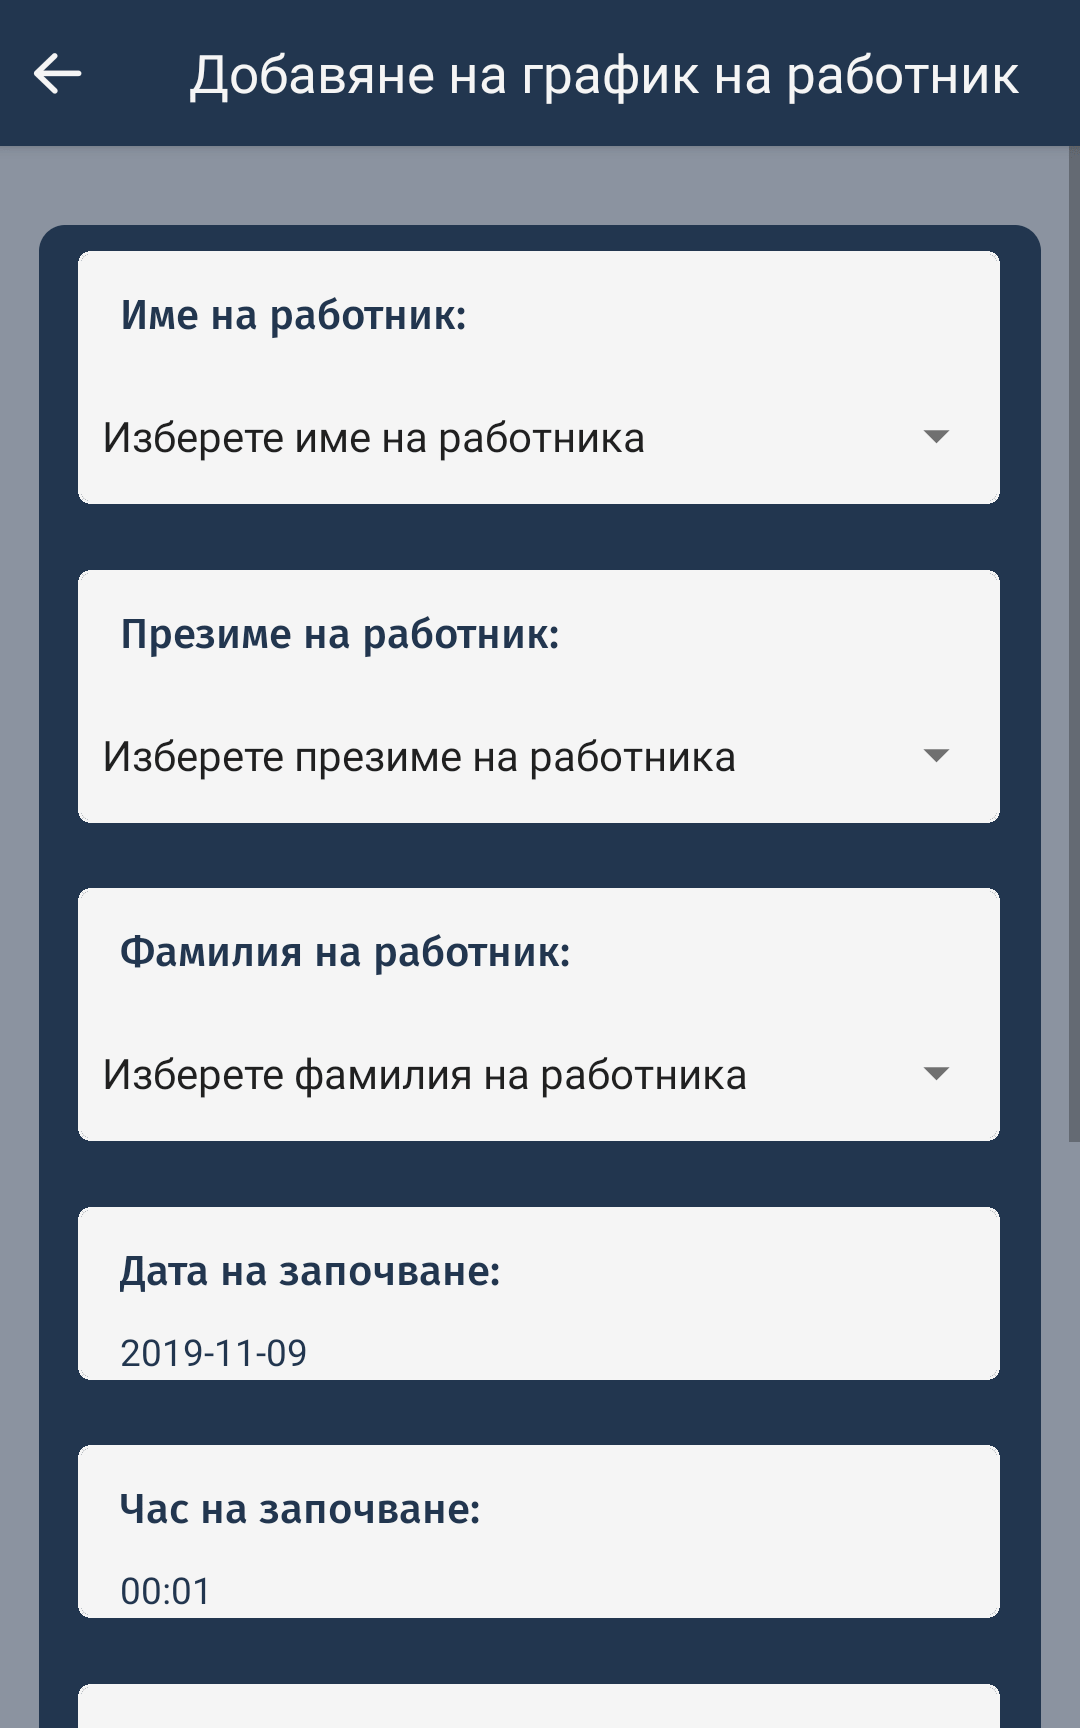 Добавяне на график на работник
Име на работник:
Изберете име на работника
Презиме на работник:
Изберете презиме на работника
Фамилия на работник:
Изберете фамилия на работника
Дата на започване:
2019-11-09
Час на започване:
00:01